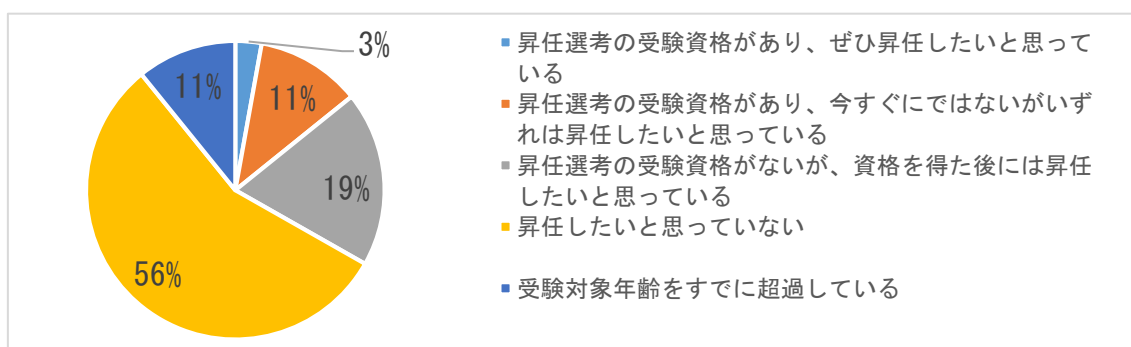 3%
11%
11%
19%
56%
昇任選考の受験資格があり、ぜひ昇任したいと思って
いる
昇任選考の受験資格があり、今すぐにではないがいず
れは昇任したいと思っている
昇任選考の受験資格がないが、資格を得た後には昇任
したいと思っている
昇任したいと思っていない
受験対象年齢をすでに超過している